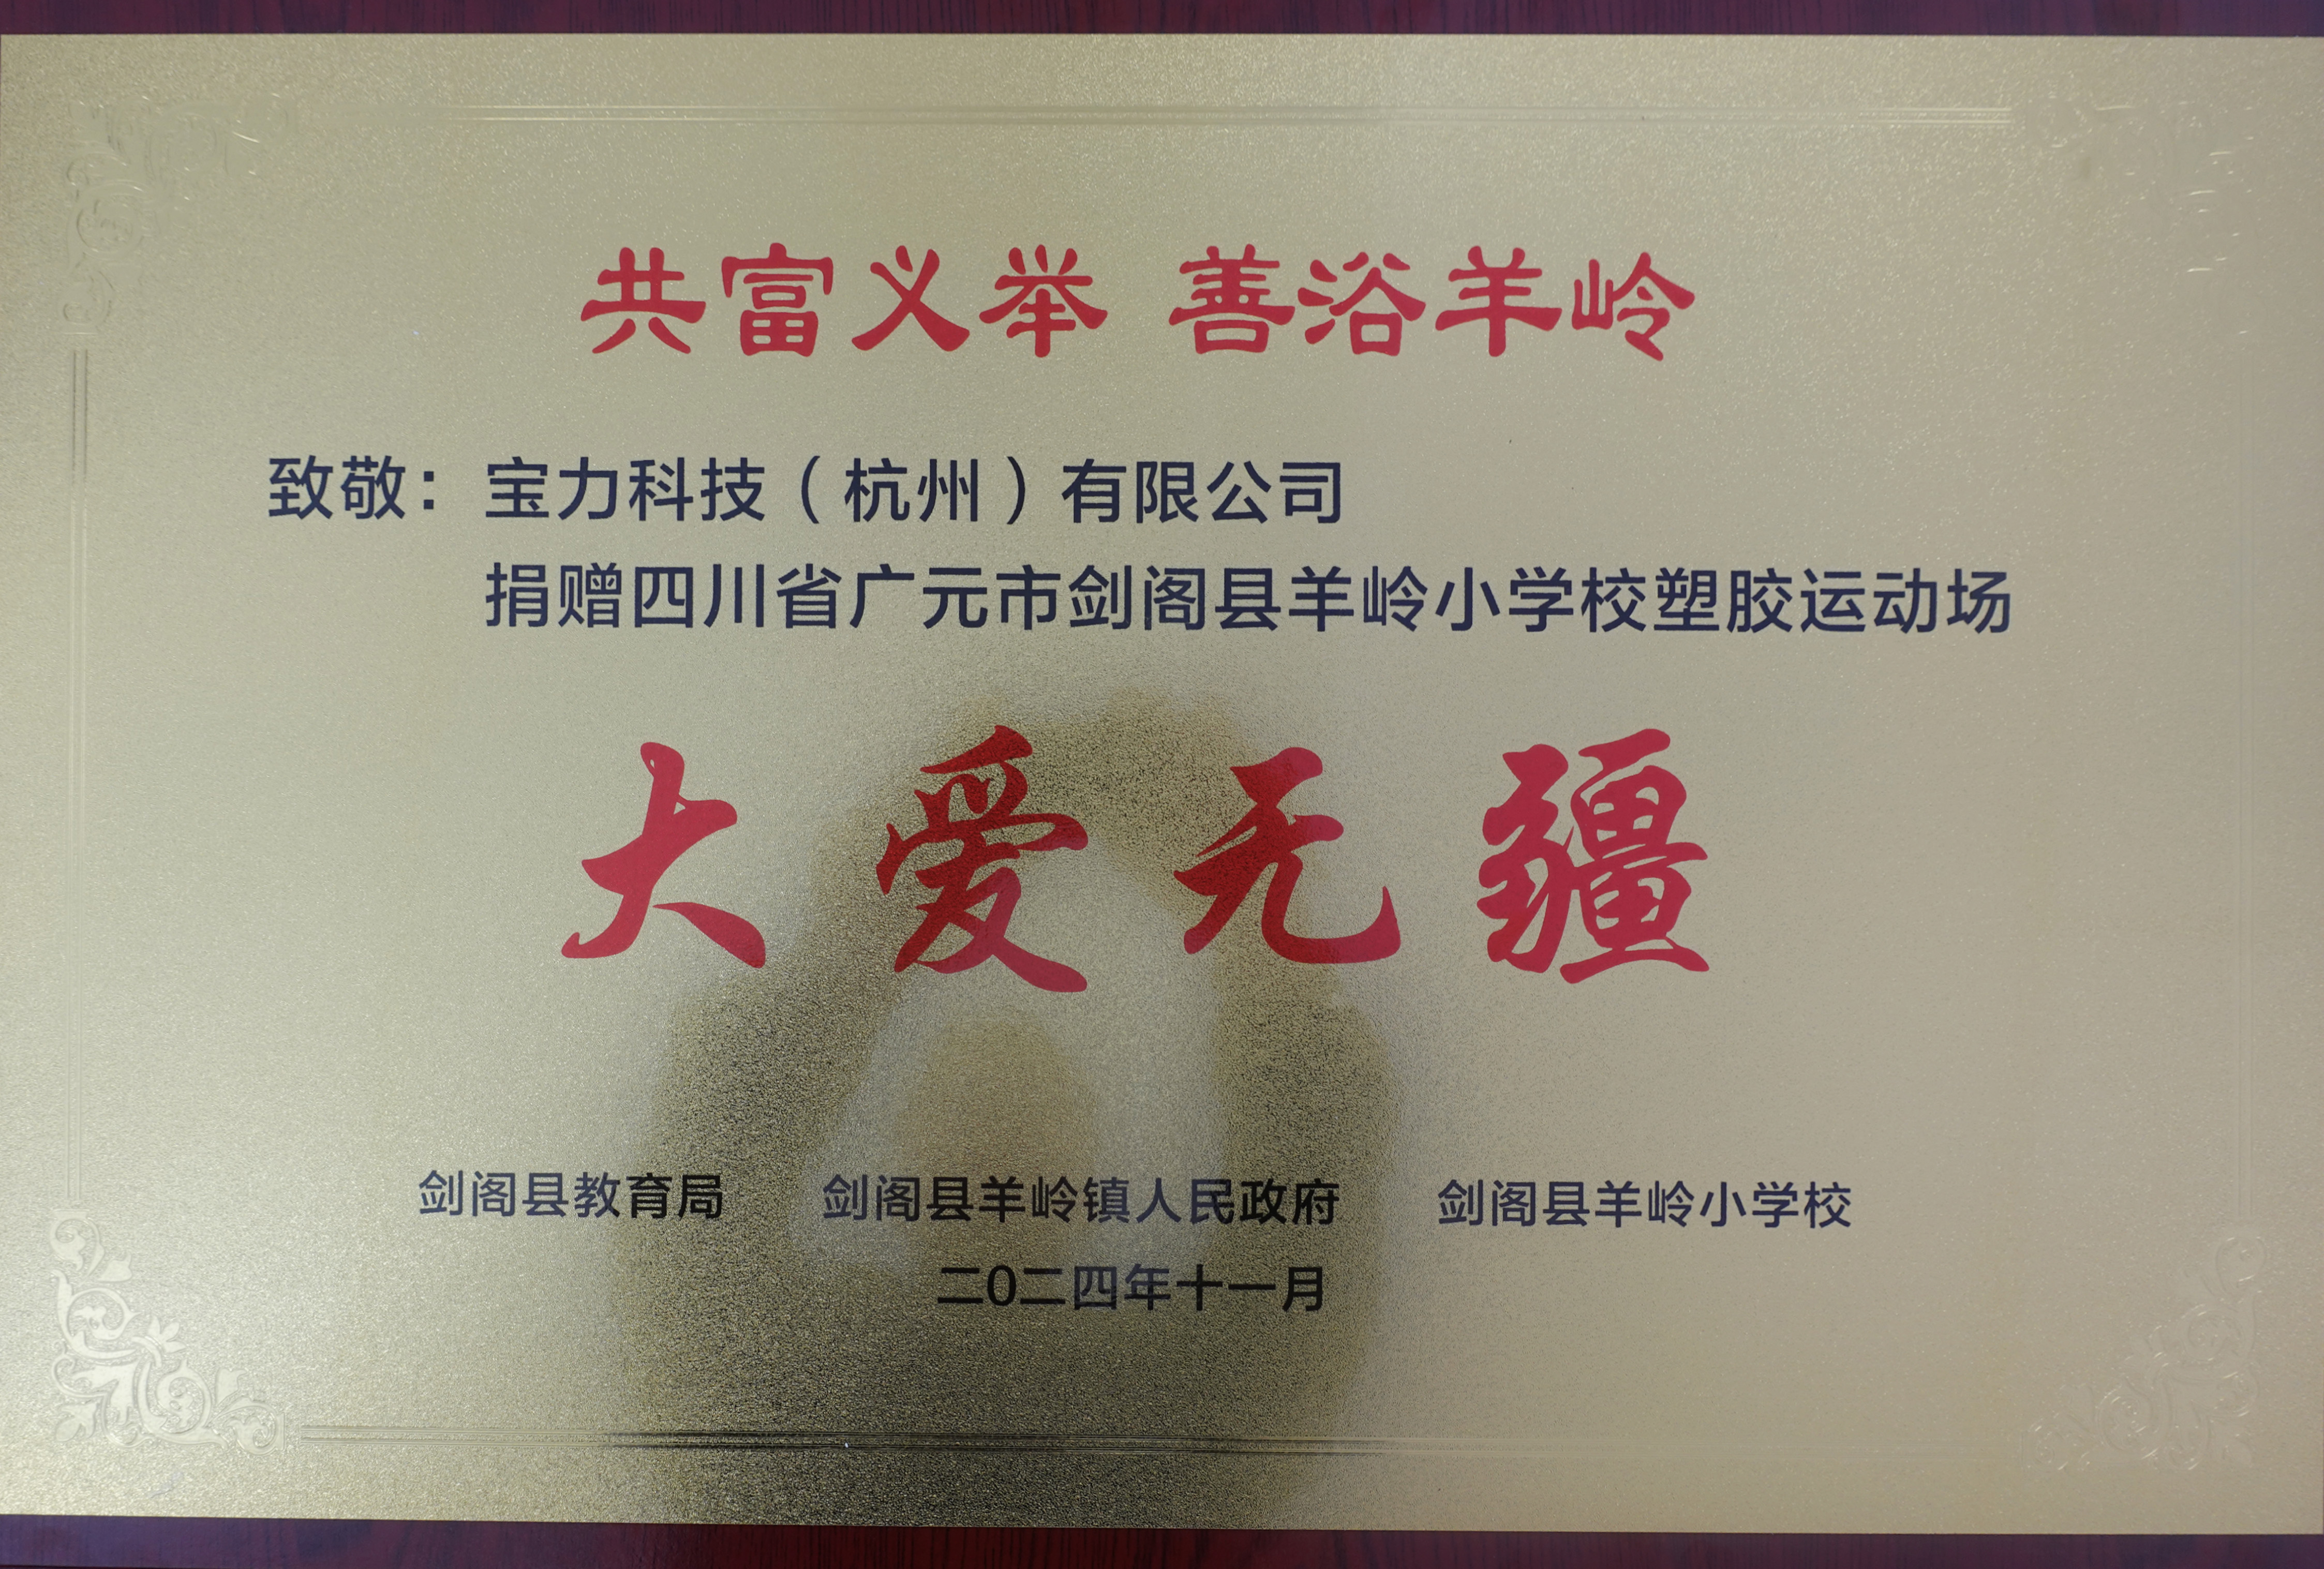 共富义举 善浴羊岭
致敬：宝力科技（杭州）有限公司
捐赠四川省广元市剑阁县羊岭小学校塑胶运动场
大爱无疆
剑阁县教育局 剑阁县羊岭镇人民政府 剑阁县羊岭小学校
二0二四年十一月